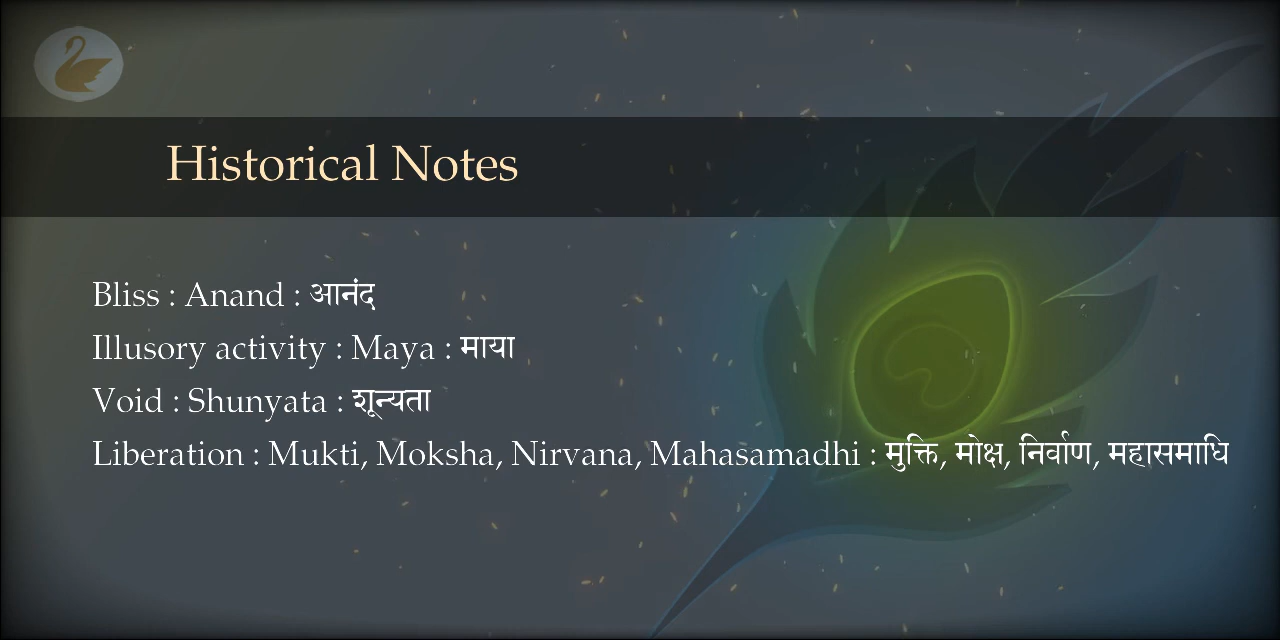 Historical Notes
Bliss : Anand : आनंद
Illusory activity : Maya : माया
Void : Shunyata : शून्यता
Liberation : Mukti, Moksha, Nirvana, Mahasamadhi : मुक्ति, मोक्ष, निर्वाण, महासमाधि